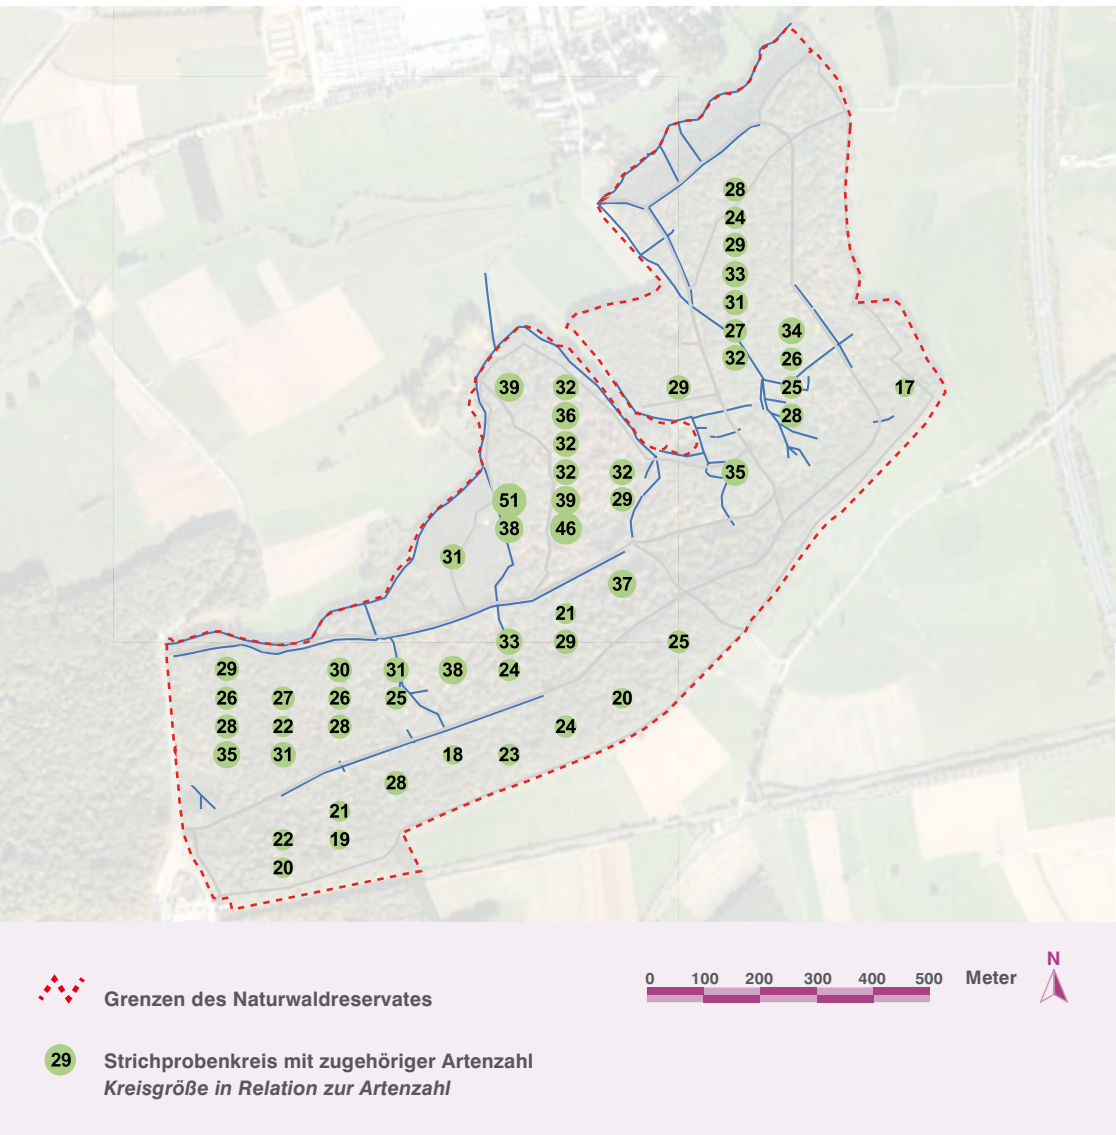 28
24
29
33
31
27 34
32 26
39 32 29 25 17
36 28
32
32 32 35
51 39 29
38 46
31
37
21
33 29 25
29 30 31 38 24
26 27 26 25 20
28 22 28 24
35 31 18 23
28
21
22 19
20
N
0 100 200 300 400 500 Meter
Grenzen des Naturwaldreservates
29 Strichprobenkreis mit zugehöriger Artenzahl
Kreisgröße in Relation zur Artenzahl